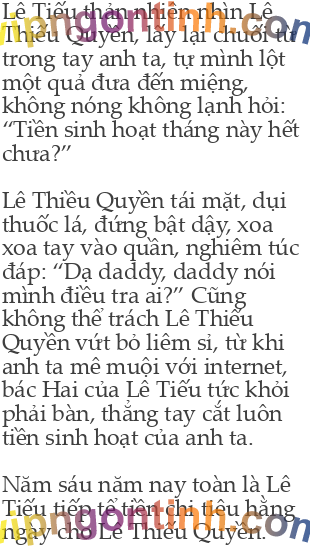 Lê Tiếu thản nhiên nhìn Lê
Thiếu Quyền, lấy lại chuối từ
trong tay anh ta, tự mình lột
một quả đưa đến miệng,
không nóng không lạnh hỏi:
“Tiền sinh hoạt tháng này hết
chưa?”
Lê Thiều Quyền tái mặt, dụi
thuốc lá, đứng bật dậy, xoa
xoa tay vào quần, nghiêm túc
đáp: “Dạ daddy, daddy nói
mình điều tra ai?” Cũng
không thể trách Lê Thiếu
Quyền vứt bỏ liêm sỉ, từ khi
anh ta mê muội với internet,
bác Hai của Lê Tiếu tức khỏi
phải bàn, thẳng tay cắt luôn
tiền sinh hoạt của anh ta.
Năm sáu năm nay toàn là Lê
Tiếu tiếp tế tiền chi tiêu hằng
ngày cho Lê Thiếu Quyền.
vipngontinh.com
vipngontinh.com